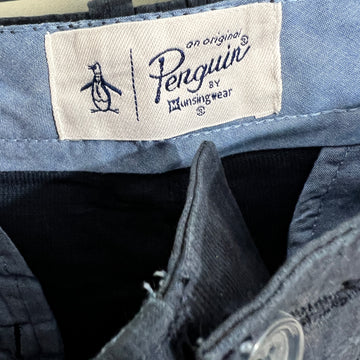 an original
Penguin
BY
Munsingwear